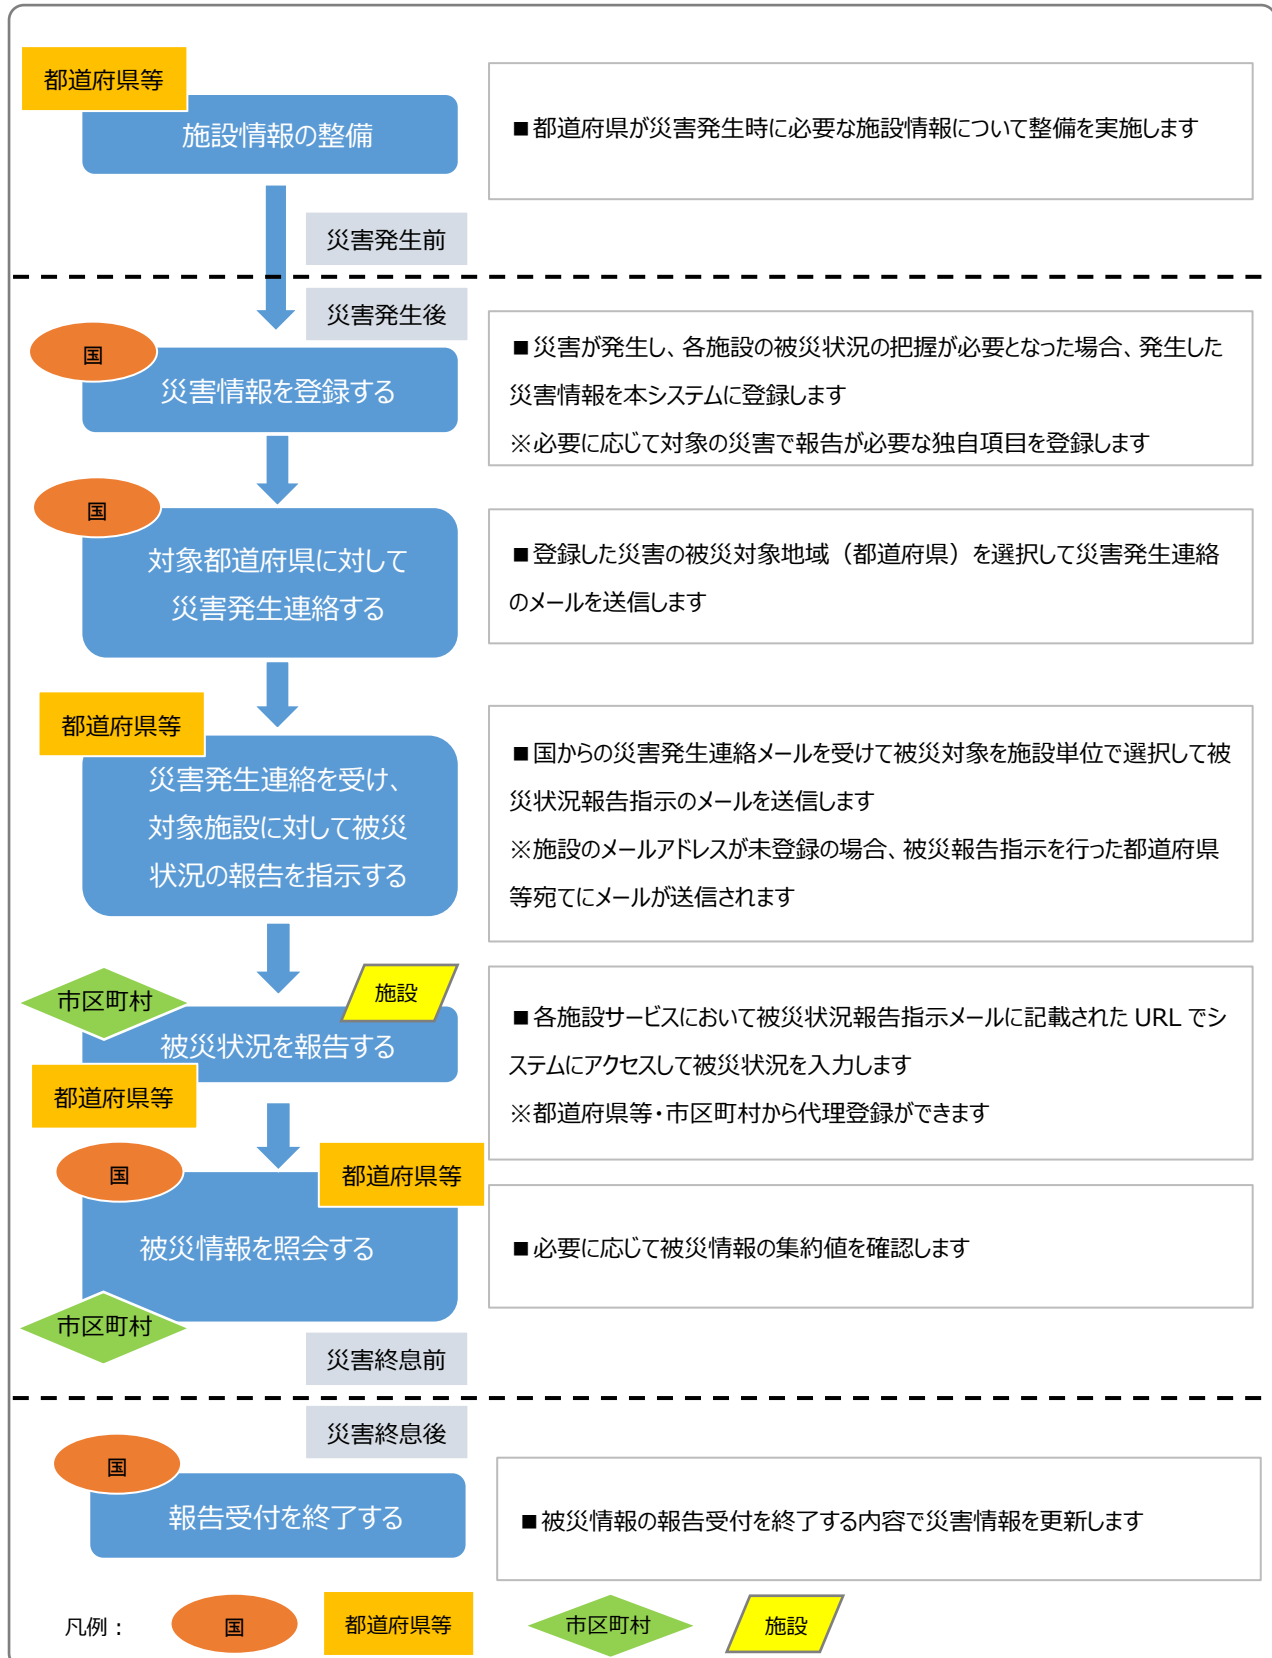 都道府県等
施設情報の整備
■都道府県が災害発生時に必要な施設情報について整備を実施します
災害発生前
災害発生後
国
災害情報を登録する
■災害が発生し、各施設の被災状況の把握が必要となった場合、発生した
災害情報を本システムに登録します
※必要に応じて対象の災害で報告が必要な独自項目を登録します
国
対象都道府県に対して
災害発生連絡する
■登録した災害の被災対象地域（都道府県）を選択して災害発生連絡
のメールを送信します
都道府県等
災害発生連絡を受け、
対象施設に対して被災
状況の報告を指示する
■国からの災害発生連絡メールを受けて被災対象を施設単位で選択して被
災状況報告指示のメールを送信します
※施設のメールアドレスが未登録の場合、被災報告指示を行った都道府県
等宛てにメールが送信されます
市区町村
施設
被災状況を報告する
都道府県等
■各施設サービスにおいて被災状況報告指示メールに記載された URL でシ
ステムにアクセスして被災状況を入力します
※都道府県等・市区町村から代理登録ができます
国
都道府県等
被災情報を照会する
市区町村
■必要に応じて被災情報の集約値を確認します
災害終息前
災害終息後
国
報告受付を終了する
■被災情報の報告受付を終了する内容で災害情報を更新します
凡例： 国 都道府県等 市区町村 施設